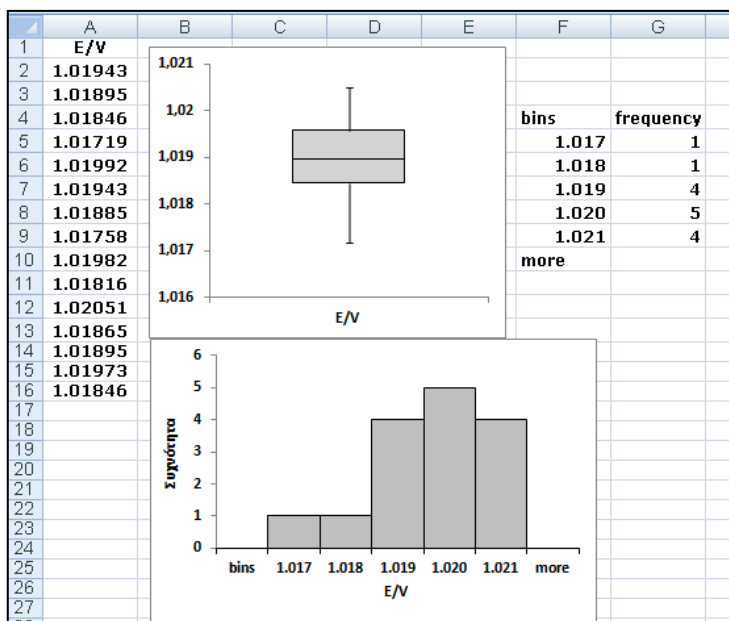 A B C D E F G
1 E/V
2 1.01943
3 1.01895
4 1.01846 bins frequency
5 1.01719 1.017 1
6 1.01992 1.018 1
7 1.01943 1.019 4
8 1.01885 1.020 5
9 1.01758 1.021 4
10 1.01982 more
11 1.01816
12 1.02051
13 1.01865
14 1.01895
15 1.01973
16 1.01846
17
18
19
20
21
22
23
24
25
26
27
1,021
1,02
1,019
1,018
1,017
1,016
E/V
Συχνότητα
6
5
4
3
2
1
0
bins 1.017 1.018 1.019 1.020 1.021 more
E/V